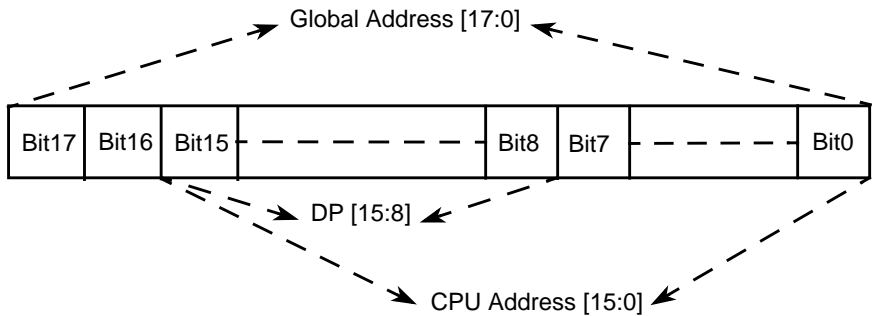 Global Address [17:0]
Bit17 Bit16 Bit15 Bit8 Bit7 Bit0
DP [15:8]
CPU Address [15:0]